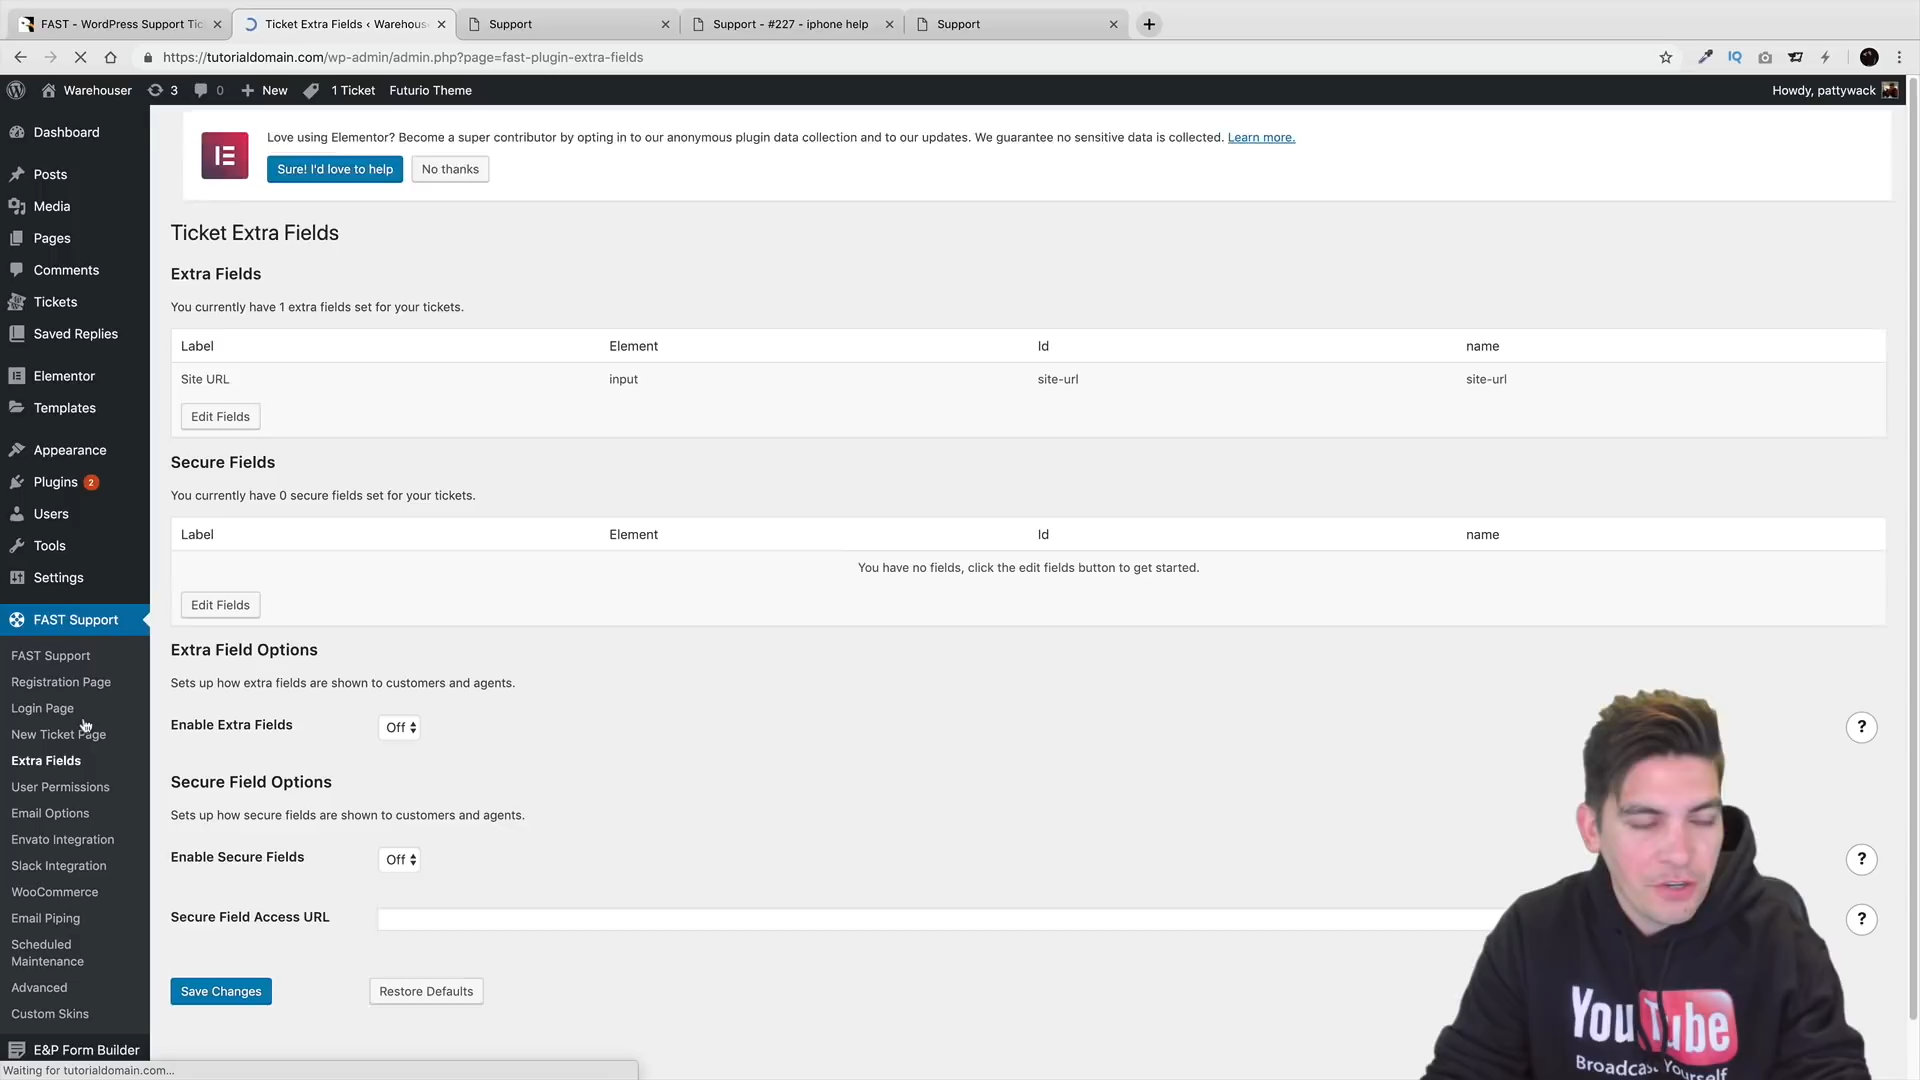 FAST - WordPress Support Tic
Ticket Extra Fields ‹ Warehous
Support
Support - #227 - iphone help
Support
https://tutorialdomain.com/wp-admin/admin.php?page=fast-plugin-extra-fields
IQ
Warehouser
3
0
New
1 Ticket
Futurio Theme
Howdy, pattywack
Dashboard
Posts
Media
Pages
Comments
Tickets
Saved Replies
Elementor
Templates
Appearance
Plugins 2
Users
Tools
Settings
FAST Support
FAST Support
Registration Page
Login Page
New Ticket Page
Extra Fields
User Permissions
Email Options
Envato Integration
Slack Integration
WooCommerce
Email Piping
Scheduled
Maintenance
Advanced
Custom Skins
E&P Form Builder
Waiting for tutorialdomain.com...
Love using Elementor? Become a super contributor by opting in to our anonymous plugin data collection and to our updates. We guarantee no sensitive data is collected. Learn more.
Sure! I'd love to help
No thanks
Ticket Extra Fields
Extra Fields
You currently have 1 extra fields set for your tickets.
Label Element Id name
Site URL input site-url site-url
Edit Fields
Secure Fields
You currently have 0 secure fields set for your tickets.
Label Element Id name
You have no fields, click the edit fields button to get started.
Edit Fields
Extra Field Options
Sets up how extra fields are shown to customers and agents.
Enable Extra Fields Off ?
Secure Field Options
Sets up how secure fields are shown to customers and agents.
Enable Secure Fields Off ?
Secure Field Access URL ?
Save Changes
Restore Defaults
YouTube
Broadcast Yourself